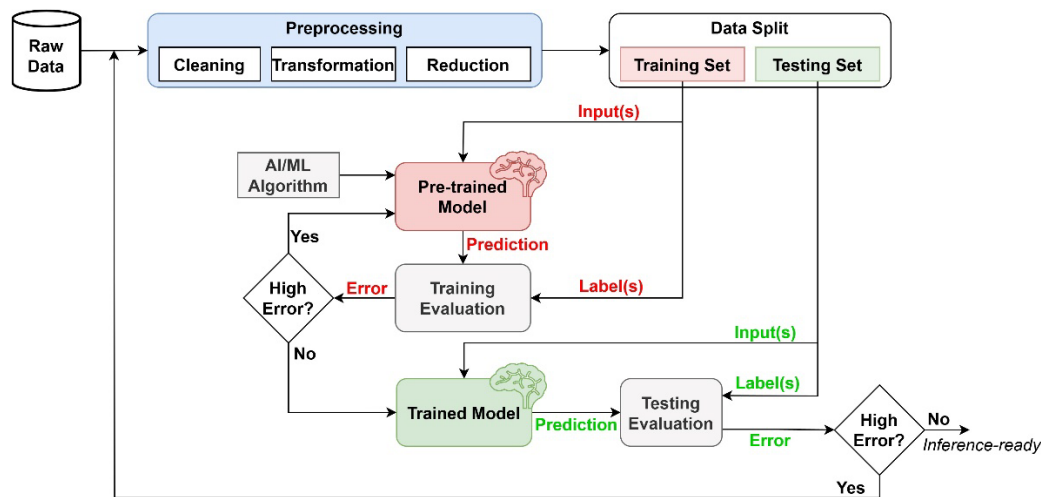 Raw
Data
Preprocessing
Cleaning
Transformation
Reduction
Data Split
Training Set
Testing Set
Input(s)
AI/ML
Algorithm
Pre-trained
Model
Yes
Prediction
High
Error?
Error
Training
Evaluation
Label(s)
No
Input(s)
Trained Model
Prediction
Testing
Evaluation
Label(s)
Error
High
Error?
No
Inference-ready
Yes